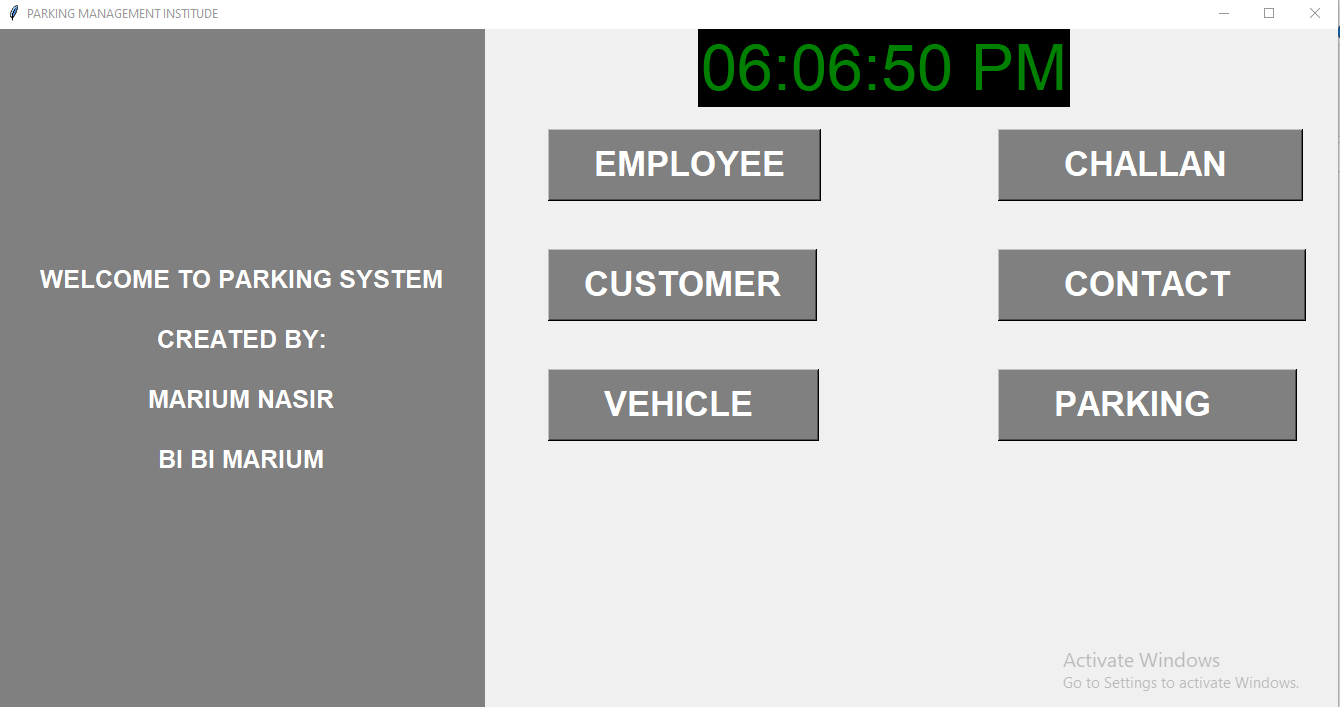 PARKING MANAGEMENT INSTITUDE
06:06:50 PM
EMPLOYEE
CHALLAN
WELCOME TO PARKING SYSTEM
CUSTOMER
CONTACT
CREATED BY:
MARIUM NASIR
VEHICLE
PARKING
BI BI MARIUM
Activate Windows
Go to Settings to activate Windows.